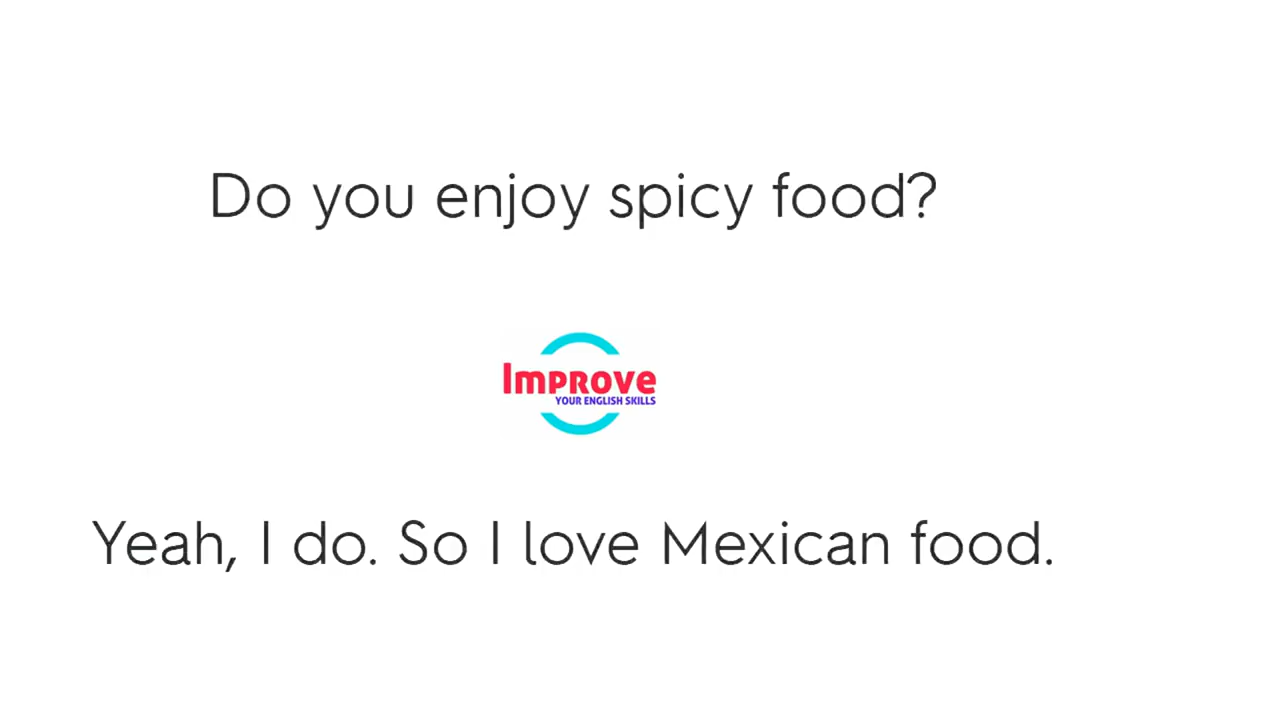 Do you enjoy spicy food?
Improve
YOUR ENGLISH SKILLS
Yeah, I do. So I love Mexican food.